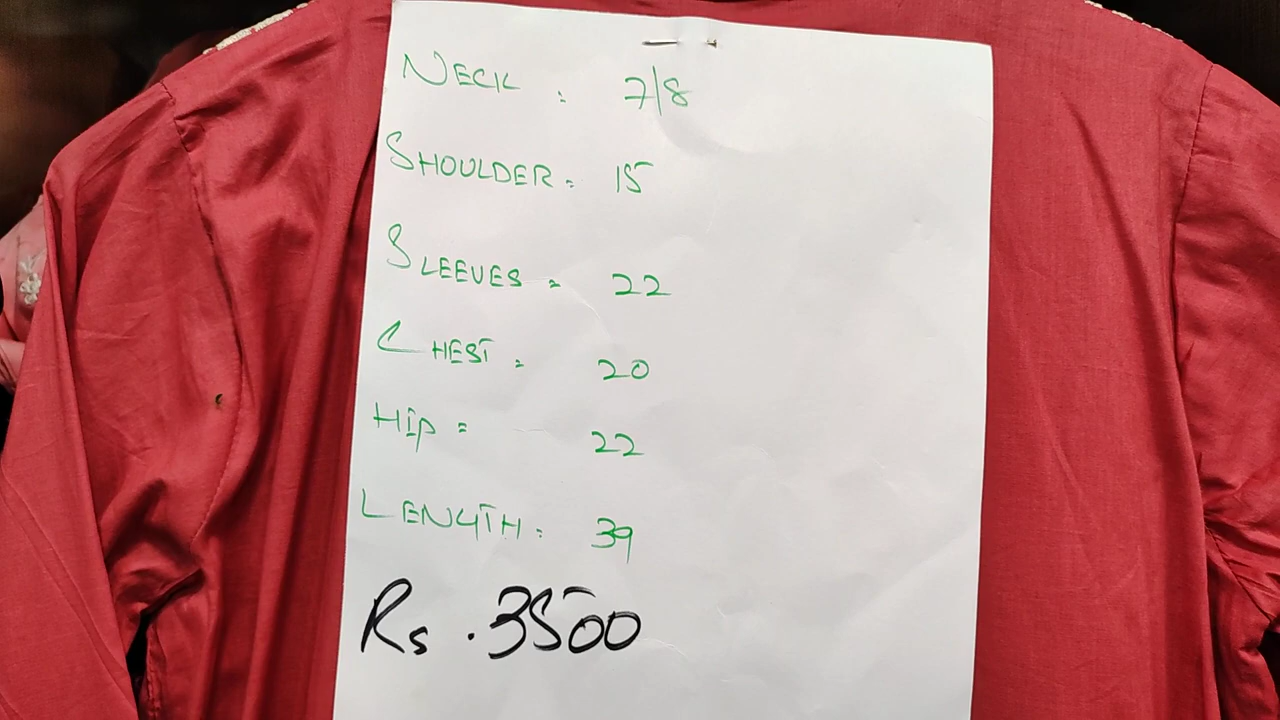 NECK : 7/8
SHOULDER = 15
SLEEVES = 22
CHEST = 20
HIP = 22
LENGTH = 39
Rs . 3500